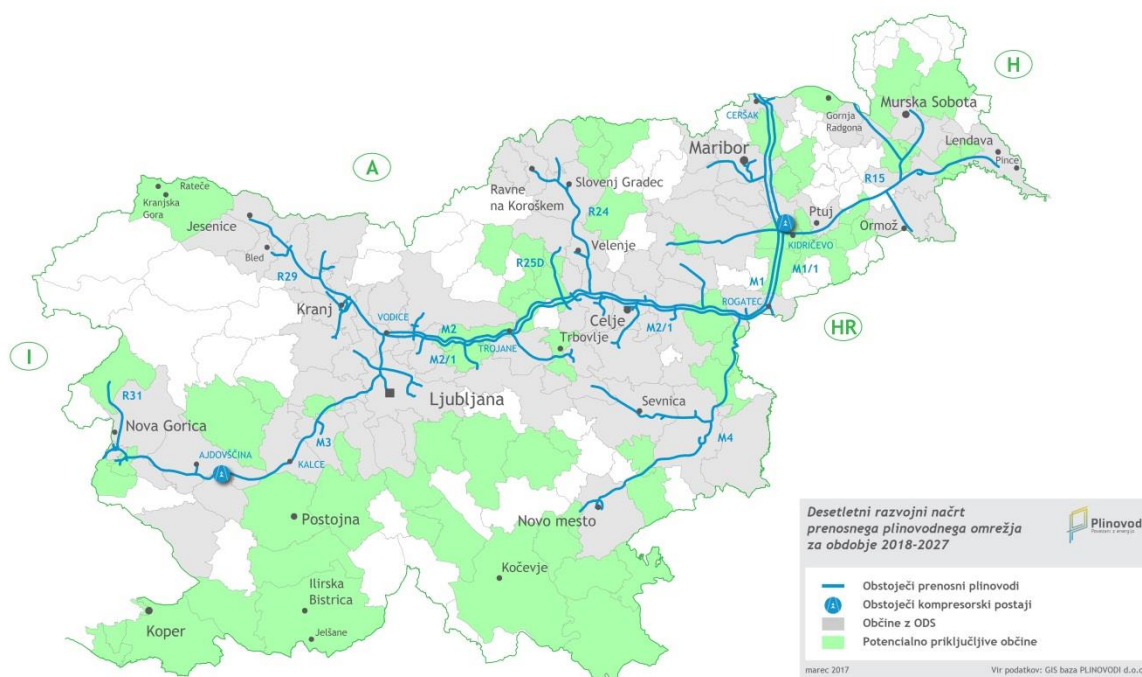 H
Murska Sobota
CERŠAK
Gornja
Radgona
Maribor
Lendava
Pince
A
Rateče
Kranjska
Gora
Ravne
na Koroškem
Slovenj Gradec
R15
Jesenice
R24
Ptuj
Ormož
Bled
Velenje
KIDRIČEVO
R29
R25D
M1
M1/1
Kranj
ROGATEC
VODICE
M2
Celje
M2/1
HR
I
M2/1
TROJANE
Trbovlje
R31
Ljubljana
Sevnica
Nova Gorica
M3
M4
AJDOVŠČINA
KALCE
Postojna
Novo mesto
Kočevje
Ilirska
Bistrica
Koper
Jelšane
Desetletni razvojni načrt
prenosnega plinovodnega omrežja
za obdobje 2018-2027
Plinovod
Obstoječi prenosni plinovodi
Obstoječi kompresorski postaji
Občine z ODS
Potencialno priključljive občine
marec 2017
Vir podatkov: GIS baza PLINOVODI d.o.o